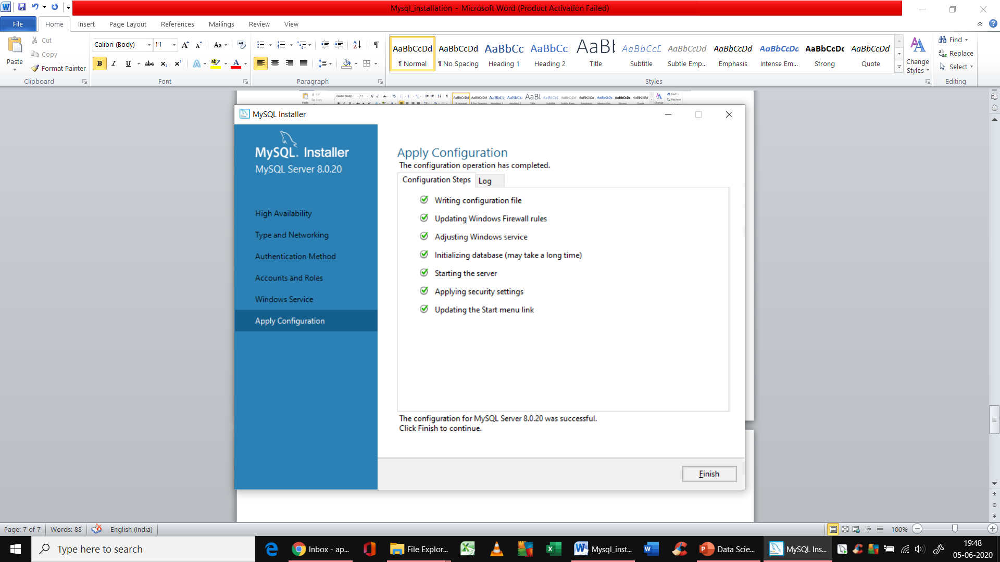 Mysql_installation - Microsoft Word (Product Activation Failed)
File Home Insert Page Layout References Mailings Review View
Paste
Cut
Copy
Format Painter
Clipboard
Calibri (Body) 11
Font
Paragraph
AaBbCcDd AaBbCcDd AaBbCc AaBbCc AaBb AaBbCcD AaBbCcDd AaBbCcDd AaBbCcDd AaBbCcDc AaBbCcDd
¶ Normal ¶ No Spacing Heading 1 Heading 2 Title Subtitle Subtle Emp... Emphasis Intense Em... Strong Quote
Styles
Change Styles
Find
Replace
Select
Editing
MySQL Installer
MySQL. Installer
MySQL Server 8.0.20
High Availability
Type and Networking
Authentication Method
Accounts and Roles
Windows Service
Apply Configuration
Apply Configuration
The configuration operation has completed.
Configuration Steps Log
Writing configuration file
Updating Windows Firewall rules
Adjusting Windows service
Initializing database (may take a long time)
Starting the server
Applying security settings
Updating the Start menu link
The configuration for MySQL Server 8.0.20 was successful.
Click Finish to continue.
Finish
Page: 7 of 7 Words: 88 English (India) 100%
Type here to search Inbox - ap... File Explor... Mysql_inst... Data Scie... MySQL Ins...
19:48
05-06-2020